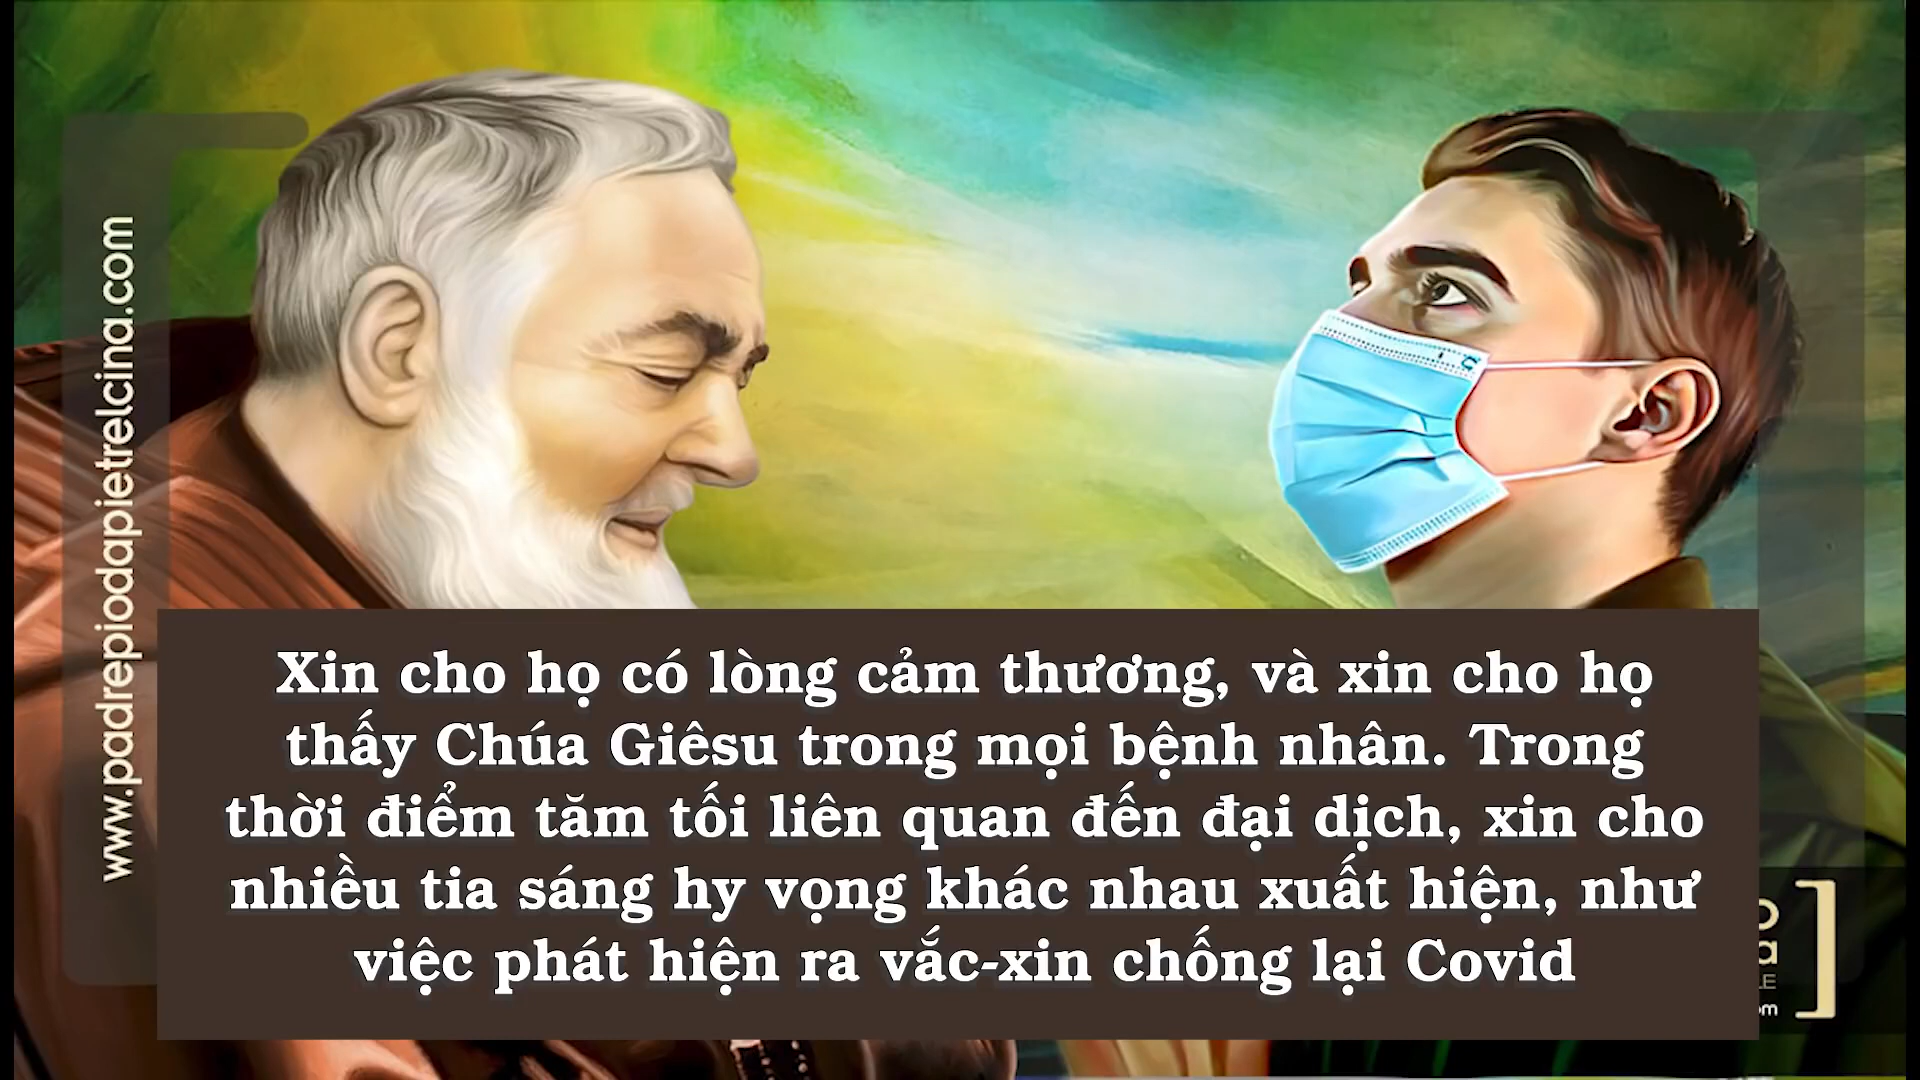 www.padrepiodapietrelcina.com
Xin cho họ có lòng cảm thương, và xin cho họ
thấy Chúa Giêsu trong mọi bệnh nhân. Trong
thời điểm tăm tối liên quan đến đại dịch, xin cho
nhiều tia sáng hy vọng khác nhau xuất hiện, như
việc phát hiện ra vắc-xin chống lại Covid